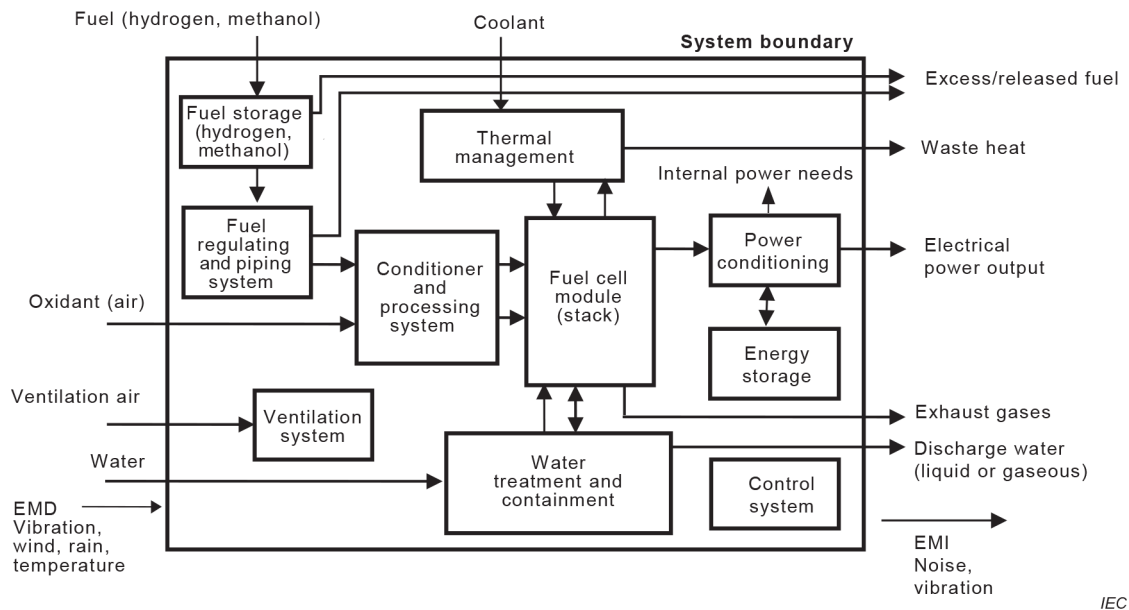 Fuel (hydrogen, methanol)
Coolant
System boundary
Excess/released fuel
Fuel storage
(hydrogen,
methanol)
Thermal
management
Waste heat
Internal power needs
Fuel
regulating
and piping
system
Conditioner
and
processing
system
Fuel cell
module
(stack)
Power
conditioning
Electrical
power output
Oxidant (air)
Energy
storage
Ventilation air
Ventilation
system
Exhaust gases
Water
Water
treatment and
containment
Discharge water
(liquid or gaseous)
Control
system
EMD
Vibration,
wind, rain,
temperature
EMI
Noise,
vibration
IEC